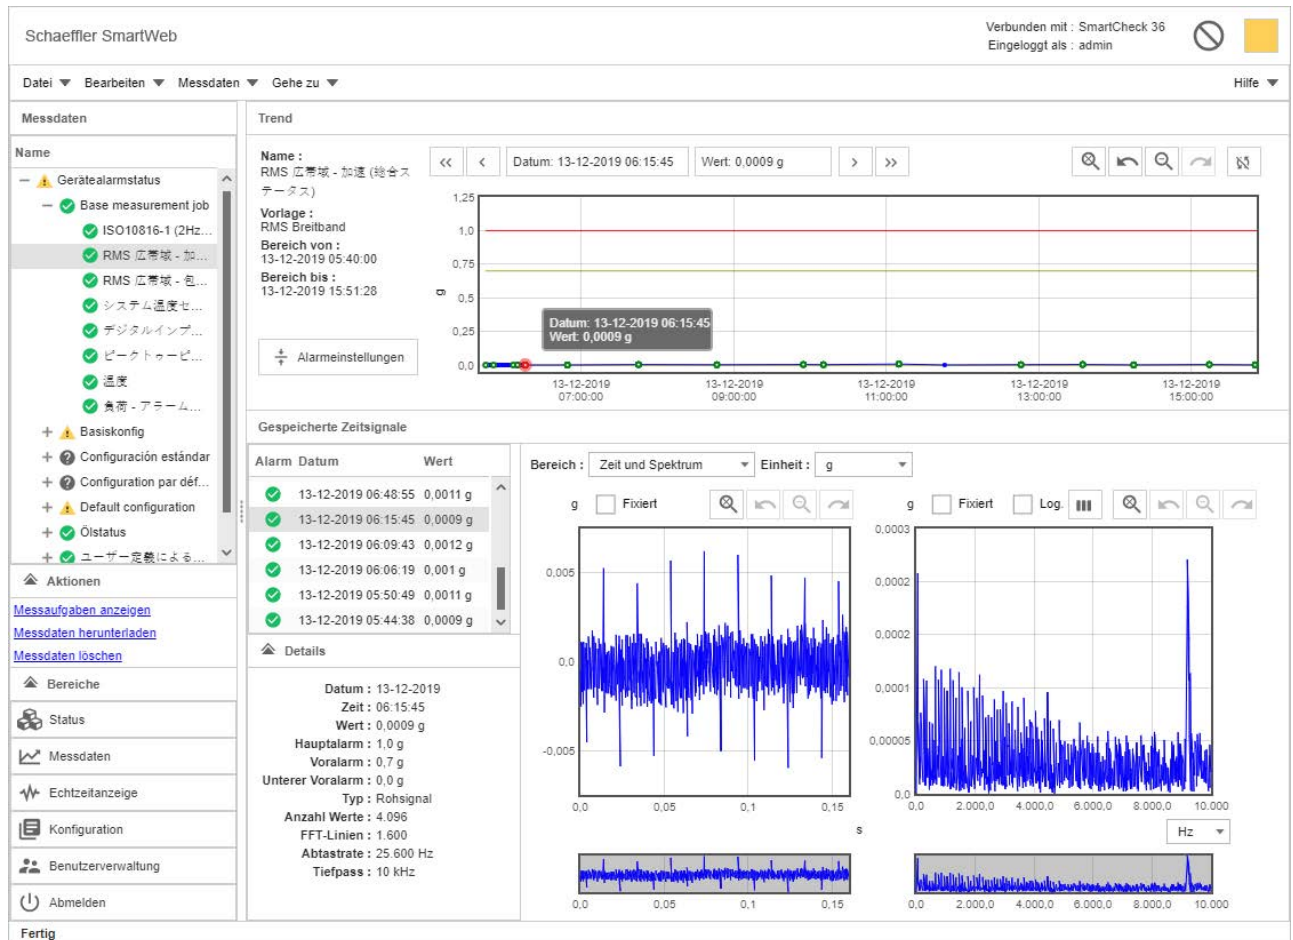 Schaeffler SmartWeb
Verbunden mit : SmartCheck 36
Eingeloggt als : admin
Datei Bearbeiten Messdaten Gehe zu Hilfe
Messdaten
Name
Gerätealarmstatus
Base measurement job
ISO10816-1 (2Hz...
RMS 広帯域 - 加...
RMS 広帯域 - 包...
システム温度セ...
デジタルインプ...
ピークトゥーピ...
温度
負荷 - アラーム...
Basiskonfig
Configuración estándar
Configuration par déf...
Default configuration
Ölstatus
ユーザー定義による...
Aktionen
Messaufgaben anzeigen
Messdaten herunterladen
Messdaten löschen
Bereiche
Status
Messdaten
Echtzeitanzeige
Konfiguration
Benutzerverwaltung
Abmelden
Trend
Name :
RMS 広帯域 - 加速 (総合ス
テータス)
Vorlage :
RMS Breitband
Bereich von :
13-12-2019 05:40:00
Bereich bis :
13-12-2019 15:51:28
Alarmeinstellungen
<< < Datum: 13-12-2019 06:15:45 Wert: 0,0009 g > >>
1,25
1,0
0,75
g
0,5
0,25
0,0
Datum: 13-12-2019 06:15:45
Wert: 0,0009 g
13-12-2019 13-12-2019 13-12-2019 13-12-2019 13-12-2019
07:00:00 09:00:00 11:00:00 13:00:00 15:00:00
Gespeicherte Zeitsignale
Alarm Datum Wert
13-12-2019 06:48:55 0,0011 g
13-12-2019 06:15:45 0,0009 g
13-12-2019 06:09:43 0,0012 g
13-12-2019 06:06:19 0,001 g
13-12-2019 05:50:49 0,0011 g
13-12-2019 05:44:38 0,0009 g
Details
Datum : 13-12-2019
Zeit : 06:15:45
Wert : 0,0009 g
Hauptalarm : 1,0 g
Voralarm : 0,7 g
Unterer Voralarm : 0,0 g
Typ : Rohsignal
Anzahl Werte : 4.096
FFT-Linien : 1.600
Abtastrate : 25.600 Hz
Tiefpass : 10 kHz
Bereich : Zeit und Spektrum Einheit : g
g Fixiert
0,005
0,0
-0,005
0,0 0,05 0,1 0,15
s
0,0 0,05 0,1 0,15
g Fixiert Log.
0,0003
0,0002
0,0002
0,0001
0,00005
0,0
0,0 2.000,0 4.000,0 6.000,0 8.000,0 10.000
Hz
0,0 2.000,0 4.000,0 6.000,0 8.000,0 10.000
Fertig